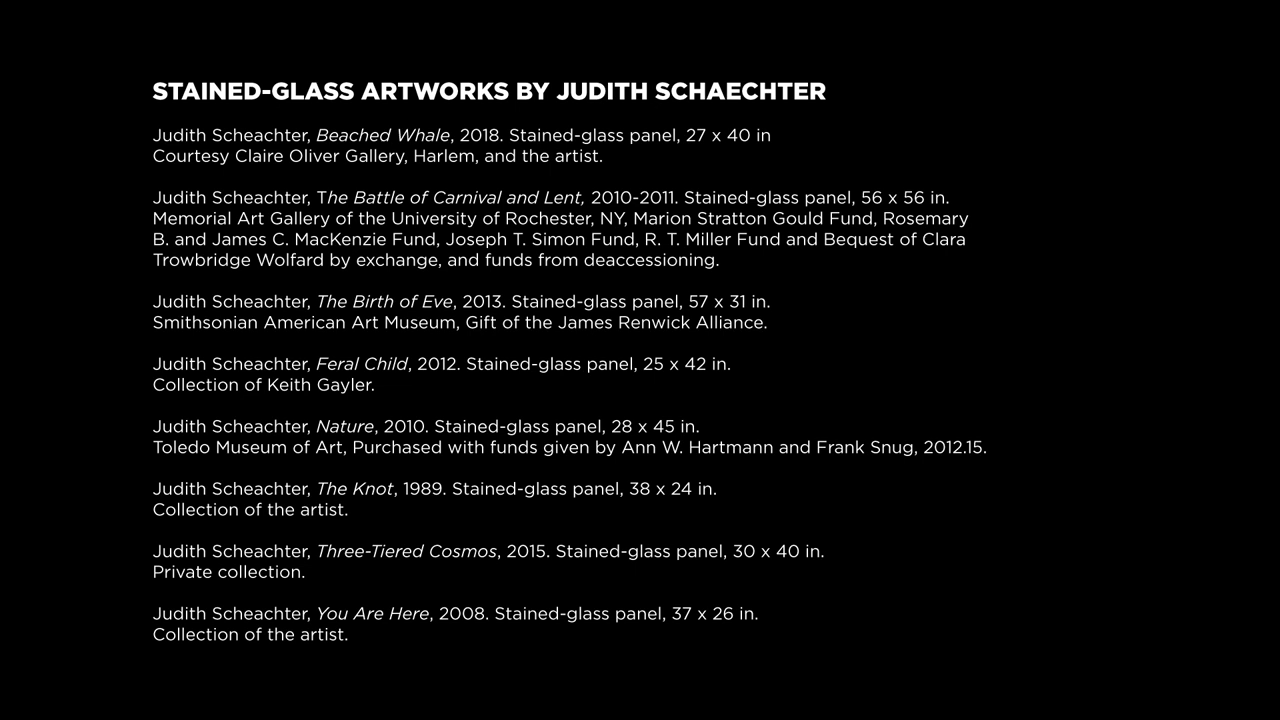 STAINED-GLASS ARTWORKS BY JUDITH SCHAECHTER
Judith Scheachter, Beached Whale, 2018. Stained-glass panel, 27 x 40 in
Courtesy Claire Oliver Gallery, Harlem, and the artist.
Judith Scheachter, The Battle of Carnival and Lent, 2010-2011. Stained-glass panel, 56 x 56 in.
Memorial Art Gallery of the University of Rochester, NY, Marion Stratton Gould Fund, Rosemary
B. and James C. MacKenzie Fund, Joseph T. Simon Fund, R. T. Miller Fund and Bequest of Clara
Trowbridge Wolfard by exchange, and funds from deaccessioning.
Judith Scheachter, The Birth of Eve, 2013. Stained-glass panel, 57 x 31 in.
Smithsonian American Art Museum, Gift of the James Renwick Alliance.
Judith Scheachter, Feral Child, 2012. Stained-glass panel, 25 x 42 in.
Collection of Keith Gayler.
Judith Scheachter, Nature, 2010. Stained-glass panel, 28 x 45 in.
Toledo Museum of Art, Purchased with funds given by Ann W. Hartmann and Frank Snug, 2012.15.
Judith Scheachter, The Knot, 1989. Stained-glass panel, 38 x 24 in.
Collection of the artist.
Judith Scheachter, Three-Tiered Cosmos, 2015. Stained-glass panel, 30 x 40 in.
Private collection.
Judith Scheachter, You Are Here, 2008. Stained-glass panel, 37 x 26 in.
Collection of the artist.